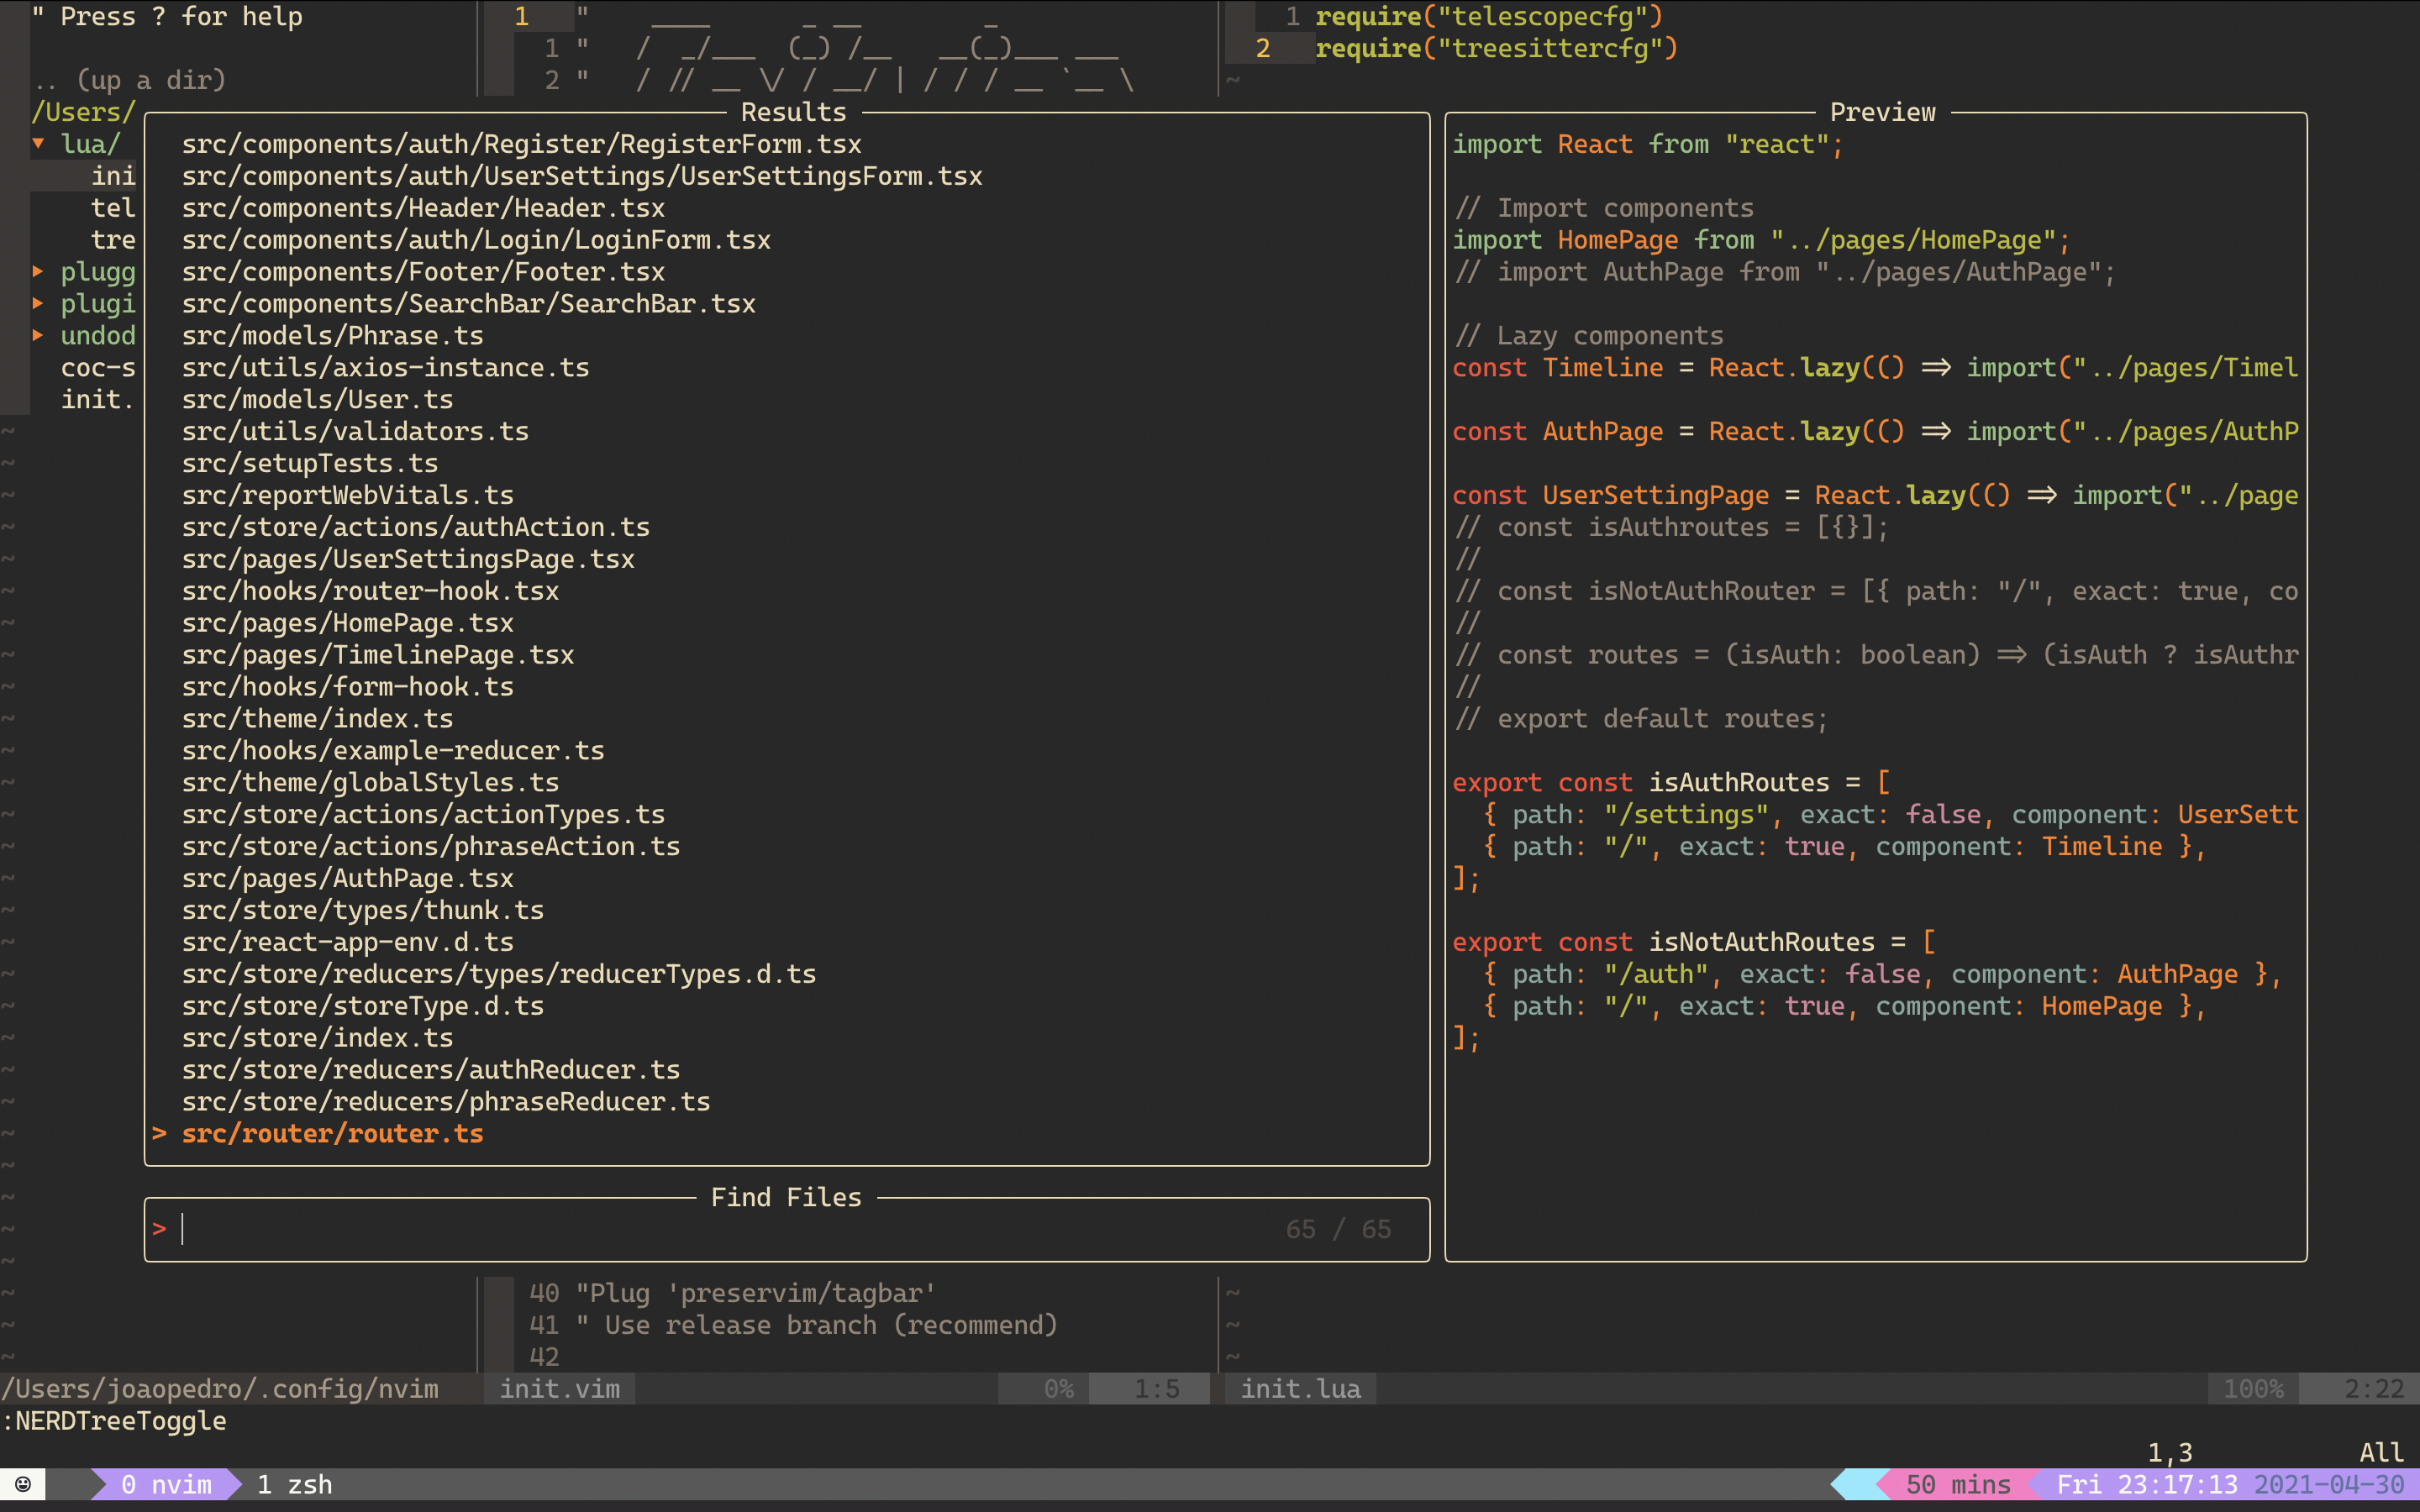 " Press ? for help
.. (up a dir)
/Users/
▾ lua/
ini
tel
tre
▸ plugg
▸ plugi
▸ undod
coc-s
init.
1 "    ____      _ __        _
1 "   /  _/___  (_) /__   __(_)___ ___
2 "   / // __ \/ / __/ | / / / __ `__ \
1 require("telescopecfg")
2 require("treesittercfg")
~
Results
src/components/auth/Register/RegisterForm.tsx
src/components/auth/UserSettings/UserSettingsForm.tsx
src/components/Header/Header.tsx
src/components/auth/Login/LoginForm.tsx
src/components/Footer/Footer.tsx
src/components/SearchBar/SearchBar.tsx
src/models/Phrase.ts
src/utils/axios-instance.ts
src/models/User.ts
src/utils/validators.ts
src/setupTests.ts
src/reportWebVitals.ts
src/store/actions/authAction.ts
src/pages/UserSettingsPage.tsx
src/hooks/router-hook.tsx
src/pages/HomePage.tsx
src/pages/TimelinePage.tsx
src/hooks/form-hook.ts
src/theme/index.ts
src/hooks/example-reducer.ts
src/theme/globalStyles.ts
src/store/actions/actionTypes.ts
src/store/actions/phraseAction.ts
src/pages/AuthPage.tsx
src/store/types/thunk.ts
src/react-app-env.d.ts
src/store/reducers/types/reducerTypes.d.ts
src/store/storeType.d.ts
src/store/index.ts
src/store/reducers/authReducer.ts
src/store/reducers/phraseReducer.ts
> src/router/router.ts
Find Files
> 65 / 65
Preview
import React from "react";
// Import components
import HomePage from "../pages/HomePage";
// import AuthPage from "../pages/AuthPage";
// Lazy components
const Timeline = React.lazy(() => import("../pages/Timel
const AuthPage = React.lazy(() => import("../pages/AuthP
const UserSettingPage = React.lazy(() => import("../page
// const isAuthroutes = [{}];
//
// const isNotAuthRouter = [{ path: "/", exact: true, co
//
// const routes = (isAuth: boolean) => (isAuth ? isAuthr
//
// export default routes;
export const isAuthRoutes = [
{ path: "/settings", exact: false, component: UserSett
{ path: "/", exact: true, component: Timeline },
];
export const isNotAuthRoutes = [
{ path: "/auth", exact: false, component: AuthPage },
{ path: "/", exact: true, component: HomePage },
];
40 "Plug 'preservim/tagbar'
41 " Use release branch (recommend)
42
/Users/joaopedro/.config/nvim
init.vim 0% 1:5
init.lua 100% 2:22
:NERDTreeToggle
1,3 All
0 nvim 1 zsh 50 mins Fri 23:17:13 2021-04-30